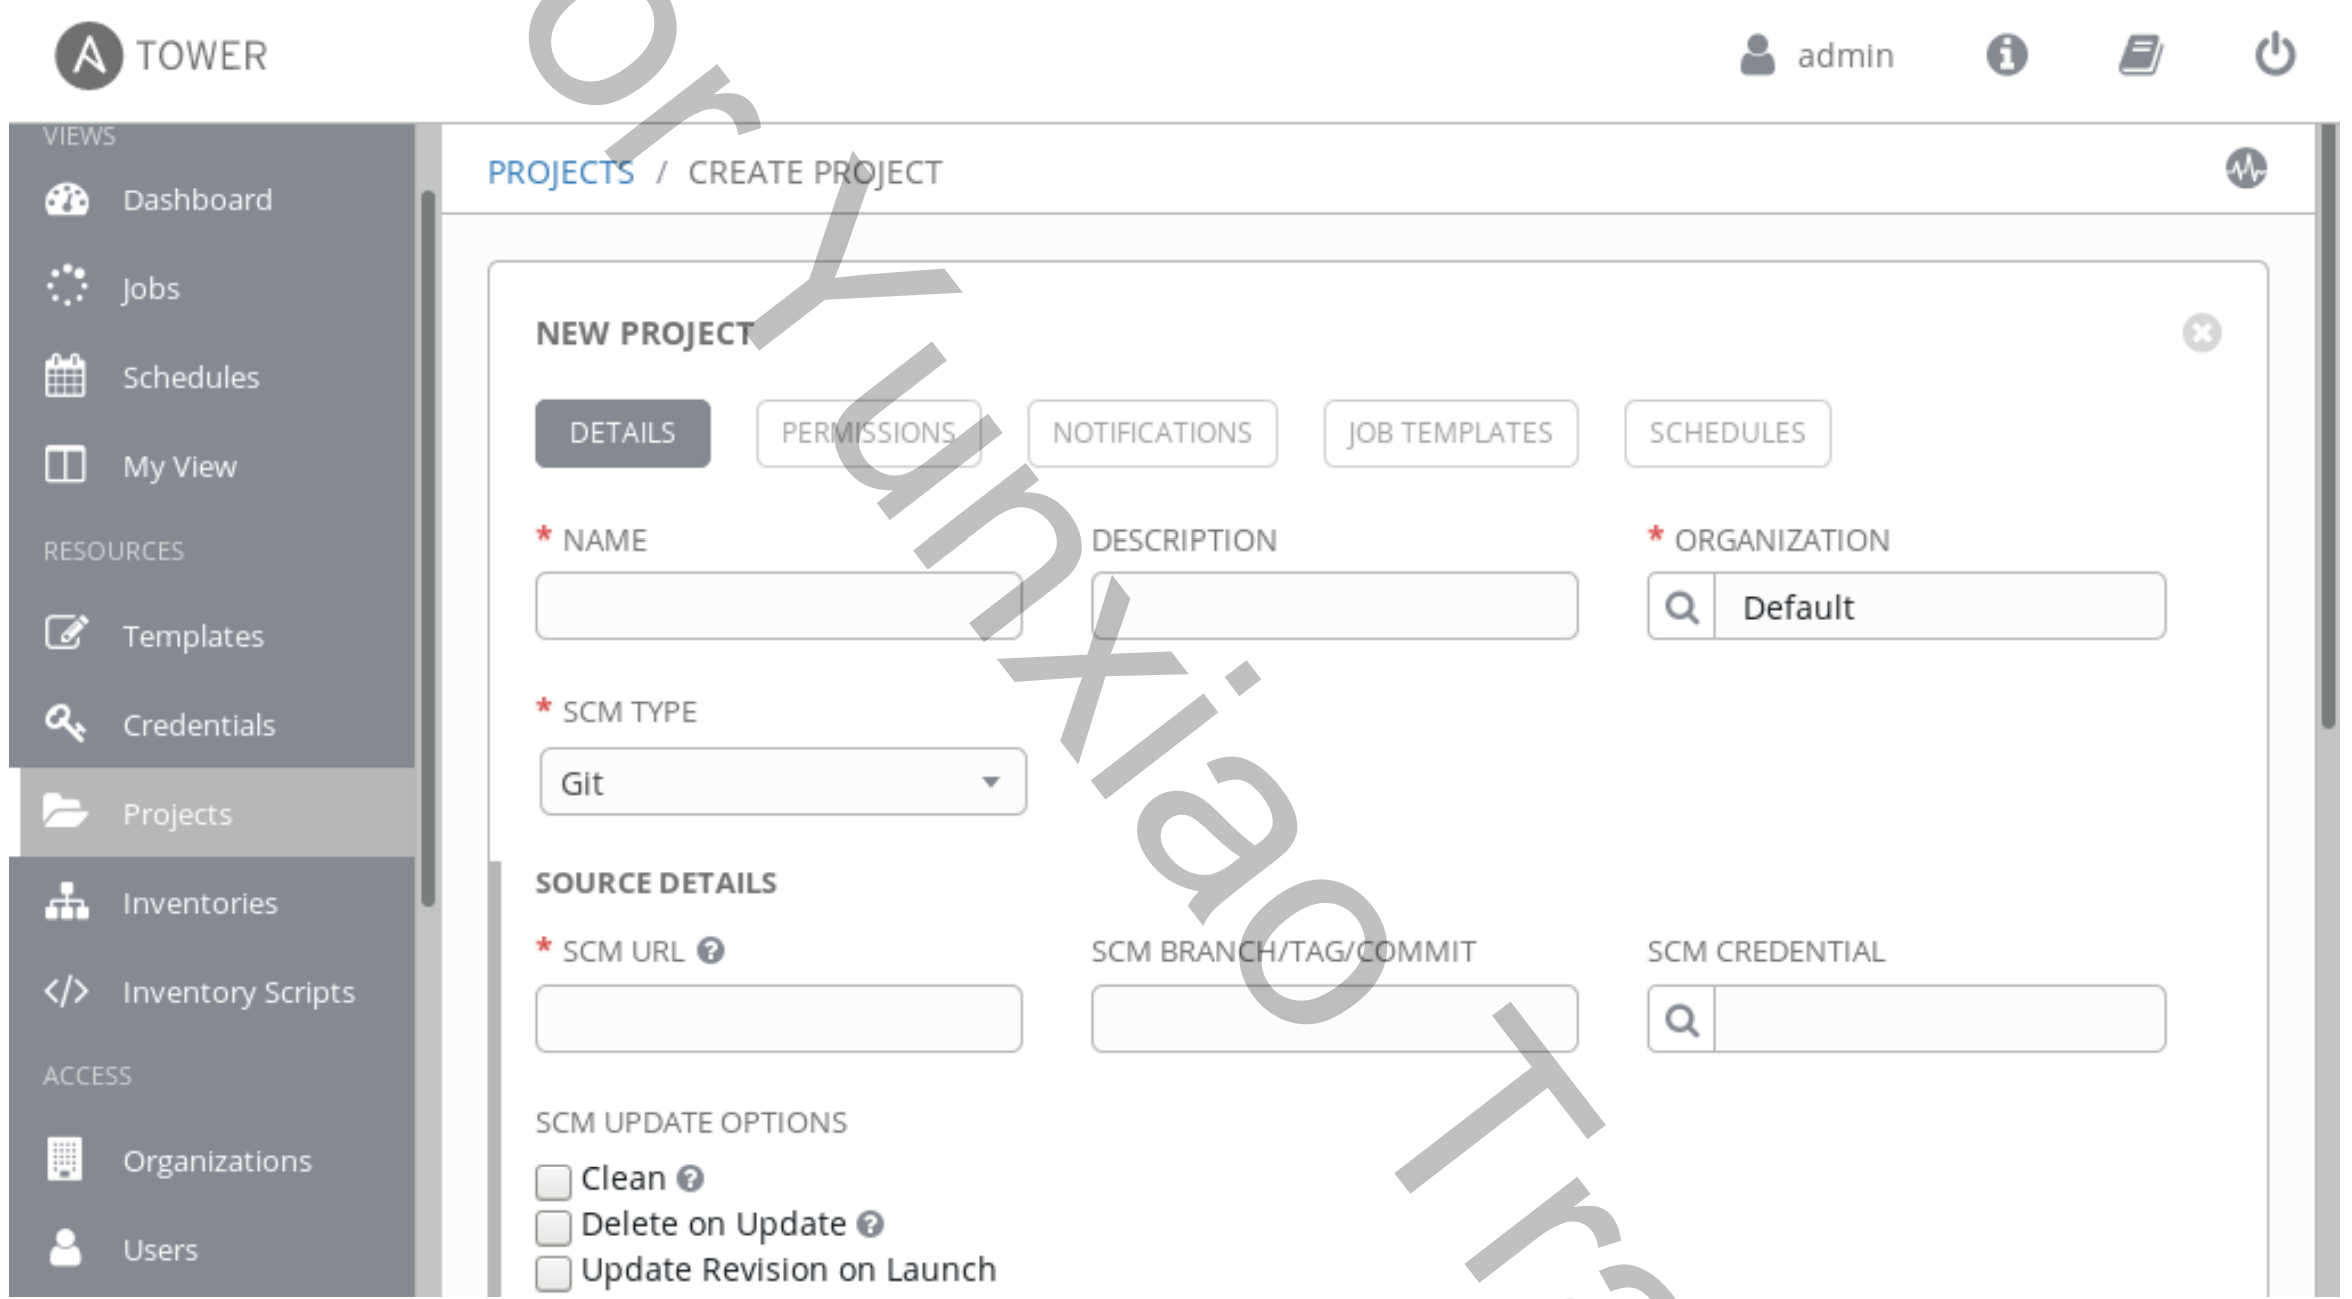 TOWER
admin
VIEWS
Dashboard
Jobs
Schedules
My View
RESOURCES
Templates
Credentials
Projects
Inventories
Inventory Scripts
ACCESS
Organizations
Users
PROJECTS / CREATE PROJECT
NEW PROJECT
DETAILS PERMISSIONS NOTIFICATIONS JOB TEMPLATES SCHEDULES
* NAME DESCRIPTION * ORGANIZATION
Default
* SCM TYPE
Git
SOURCE DETAILS
* SCM URL SCM BRANCH/TAG/COMMIT SCM CREDENTIAL
SCM UPDATE OPTIONS
Clean
Delete on Update
Update Revision on Launch
or Yunxiao